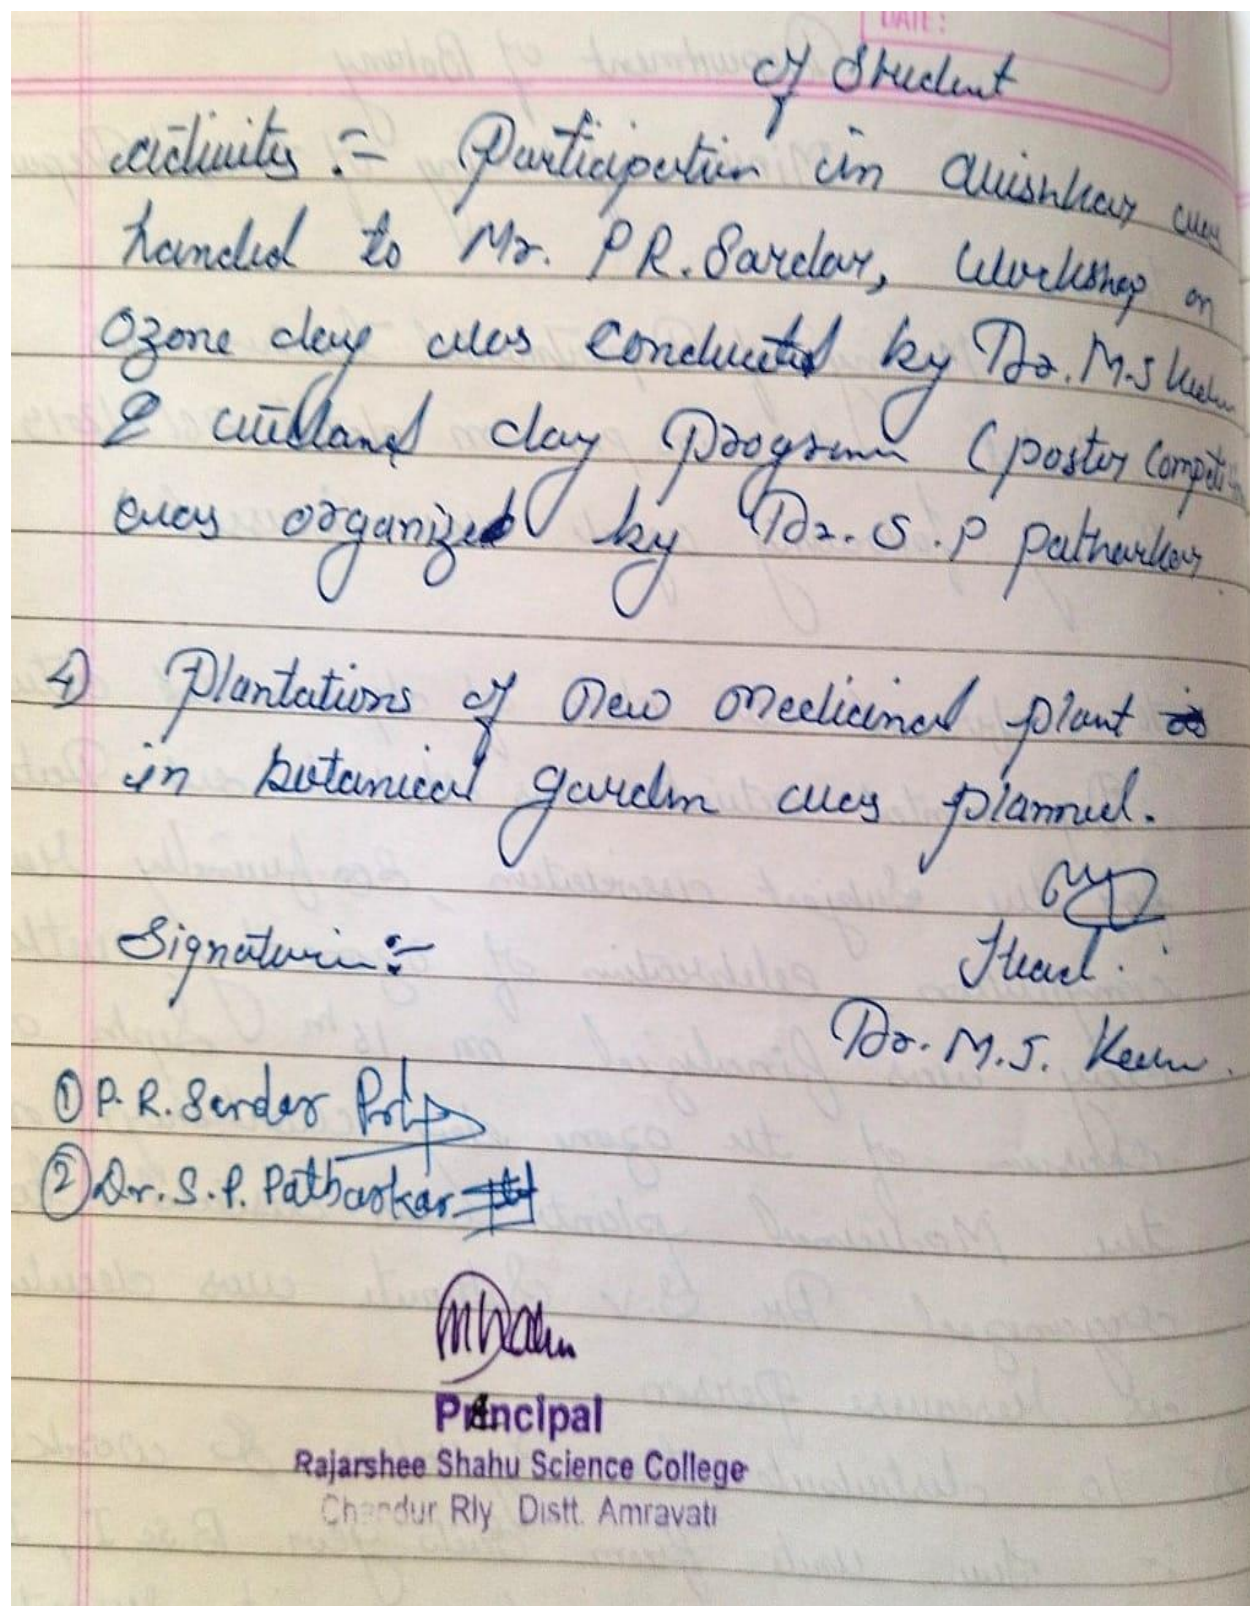 DATE:
of Student
activity :- Participation in Avishkar was
handed to Mr. P R. Sardar, Workshop on
Ozone day was Conducted by Dr. M.S
& wetland day Program (poster Competition
was organized by Dr. S.P Patharkar
4) Plantations of new medicinal plant
in botanical garden was planned.
Signature :-
Head
Dr. M.S.
① P. R. Sardar
② Dr. S. P. Patharkar
Principal
Rajarshee Shahu Science College
Chandur Rly Distt. Amravati